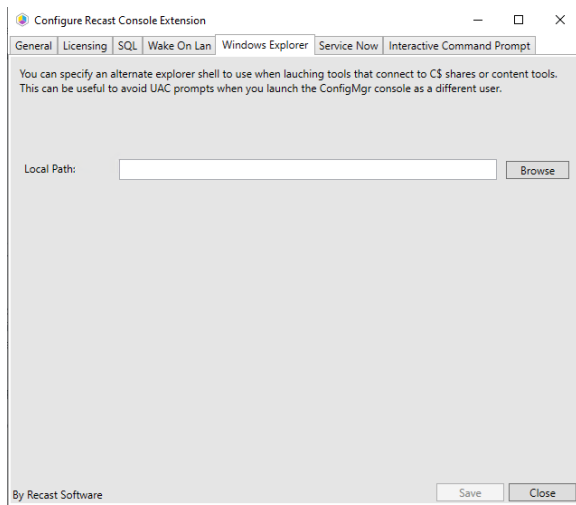 Configure Recast Console Extension
General Licensing SQL Wake On Lan Windows Explorer Service Now Interactive Command Prompt
You can specify an alternate explorer shell to use when lauching tools that connect to C$ shares or content tools.
This can be useful to avoid UAC prompts when you launch the ConfigMgr console as a different user.
Local Path:
Browse
By Recast Software
Save
Close